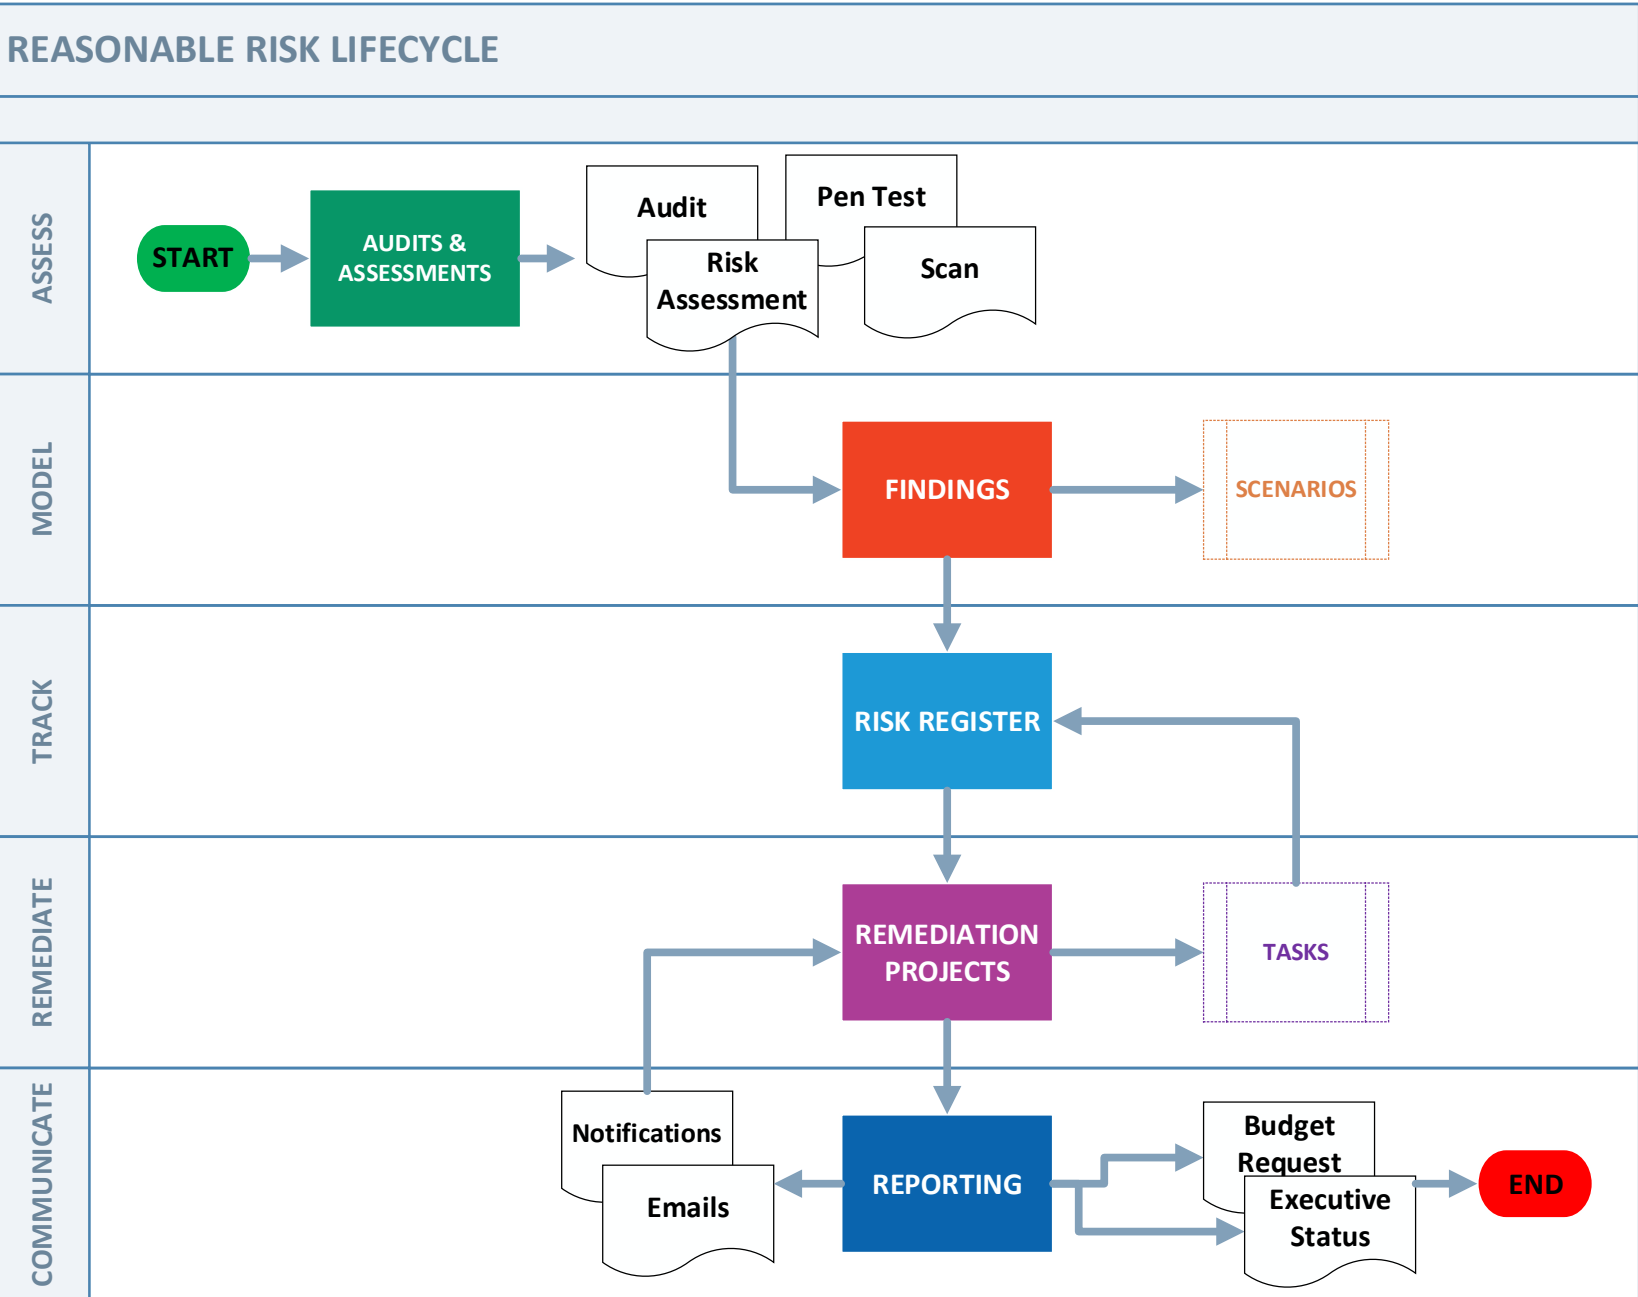 REASONABLE RISK LIFECYCLE
ASSESS
START
AUDITS &
ASSESSMENTS
Audit
Pen Test
Risk
Assessment
Scan
MODEL
FINDINGS
SCENARIOS
TRACK
RISK REGISTER
REMEDIATE
REMEDIATION
PROJECTS
TASKS
COMMUNICATE
Notifications
Emails
REPORTING
Budget
Request
Executive
Status
END